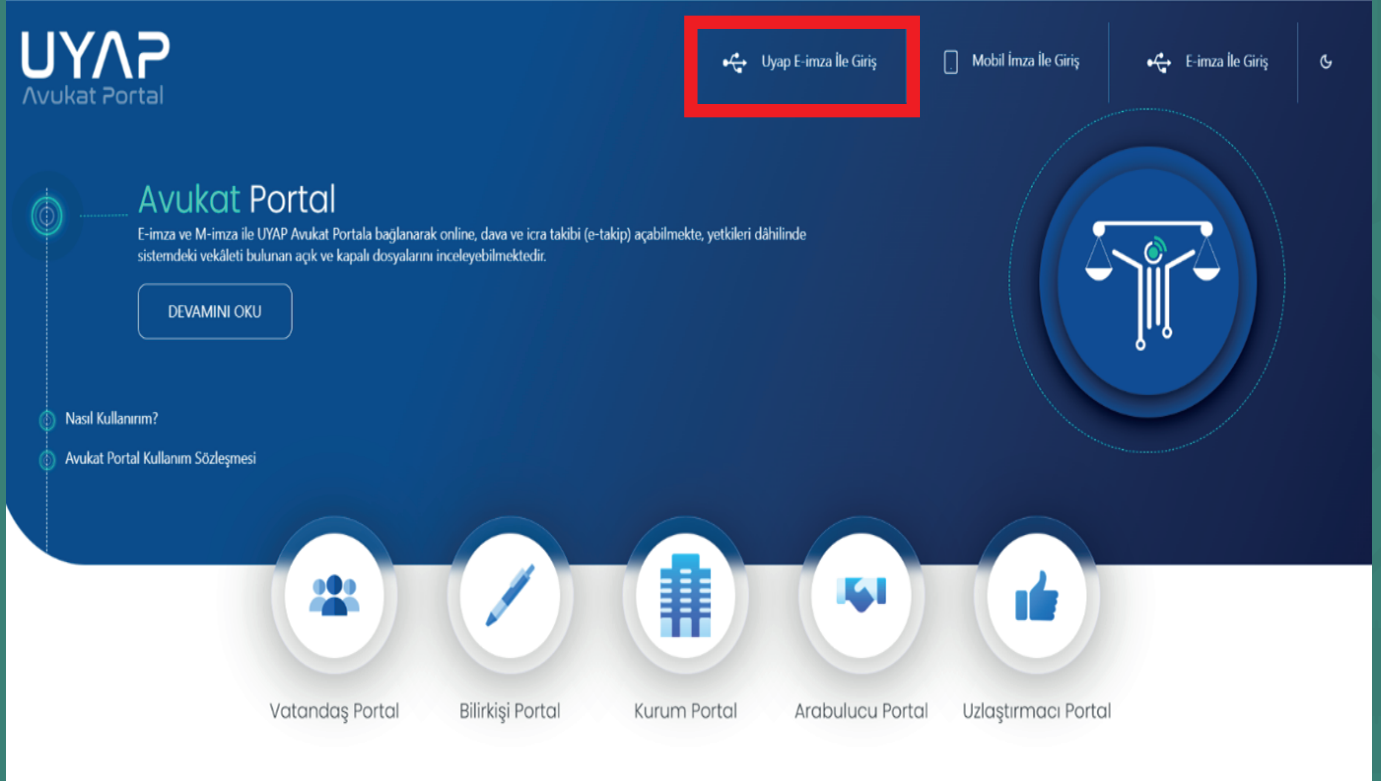 UYAP
Avukat Portal
Uyap E-imza İle Giriş
Mobil İmza İle Giriş
E-imza İle Giriş
Avukat Portal
E-imza ve M-imza ile UYAP Avukat Portala bağlanarak online, dava ve icra takibi (e-takip) açabilmekte, yetkileri dâhilinde
sistemdeki vekâleti bulunan açık ve kapalı dosyalarını inceleyebilmektedir.
DEVAMINI OKU
Nasıl Kullanırım?
Avukat Portal Kullanım Sözleşmesi
Vatandaş Portal
Bilirkişi Portal
Kurum Portal
Arabulucu Portal
Uzlaştırmacı Portal